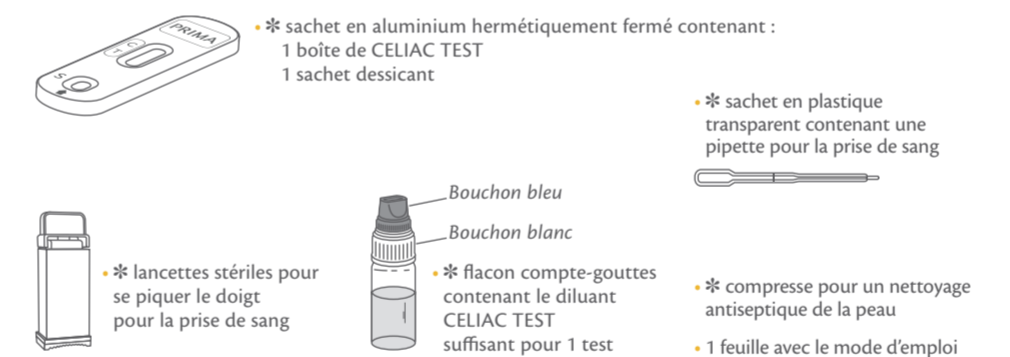 PRIMA
C
T
S
• ✻ sachet en aluminium hermétiquement fermé contenant :
1 boîte de CELIAC TEST
1 sachet dessicant
• ✻ sachet en plastique
transparent contenant une
pipette pour la prise de sang
Bouchon bleu
Bouchon blanc
• ✻ lancettes stériles pour
se piquer le doigt
pour la prise de sang
• ✻ flacon compte-gouttes
contenant le diluant
CELIAC TEST
suffisant pour 1 test
• ✻ compresse pour un nettoyage
antiseptique de la peau
• 1 feuille avec le mode d’emploi